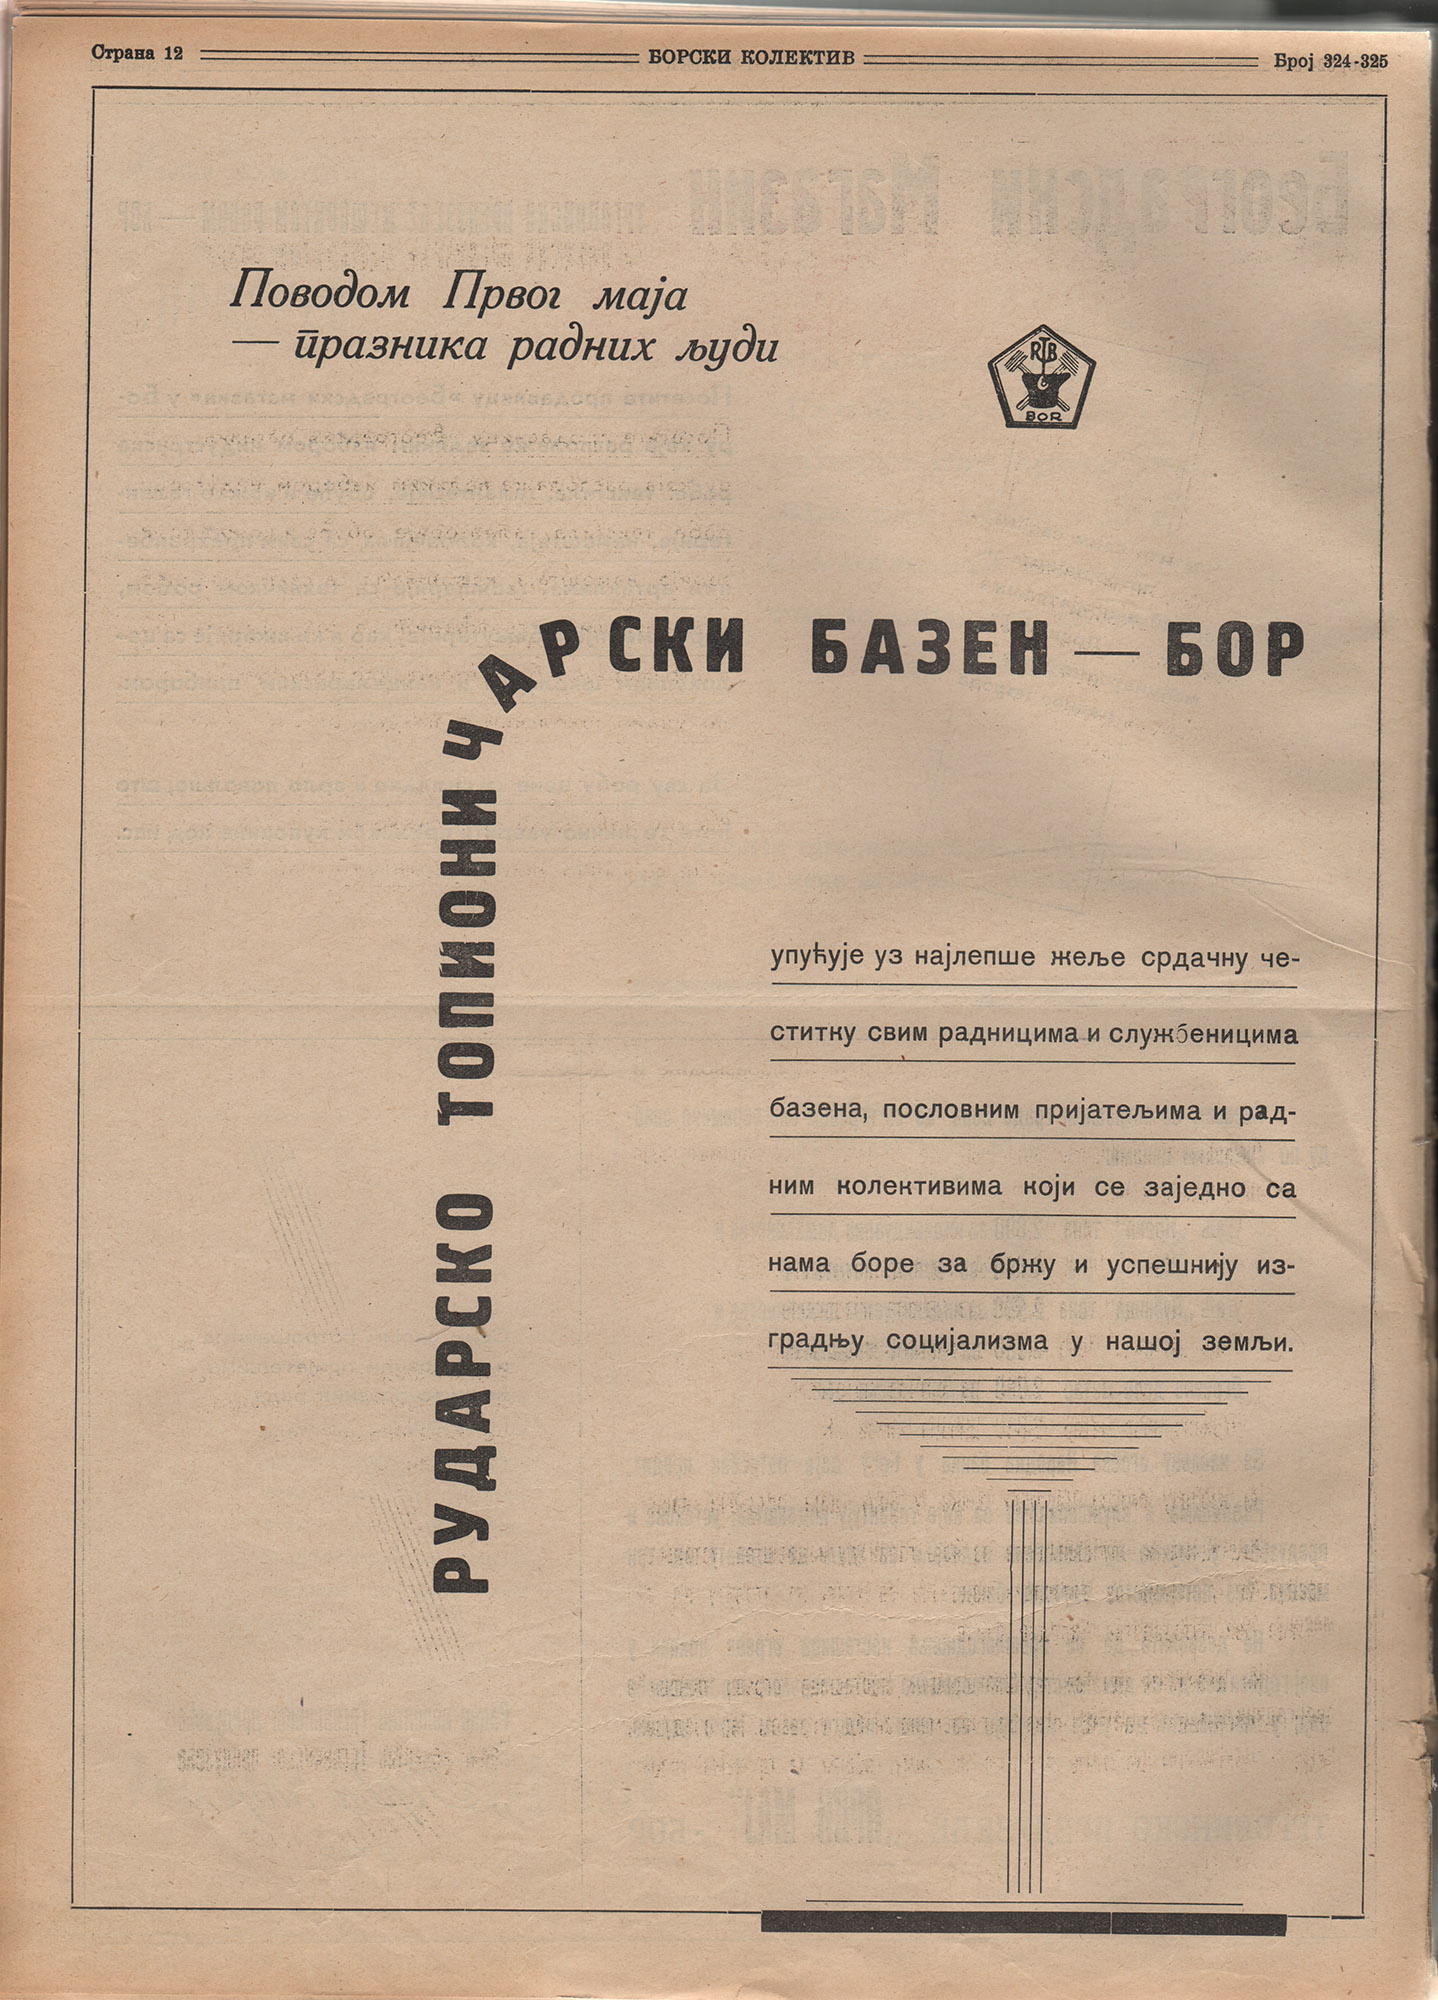 Страна 12
БОРСКИ КОЛЕКТИВ
Број 324-325
Поводом Првог маја
— празника радних људи
RTB
BOR
РУДАРСКО ТОПИОНИЧАРСКИ БАЗЕН — БОР
упућује уз најлепше жеље срдачну че-
ститку свим радницима и службеницима
базена, пословним пријатељима и рад-
ним колективима који се заједно са
нама боре за бржу и успешнију из-
градњу социјализма у нашој земљи.